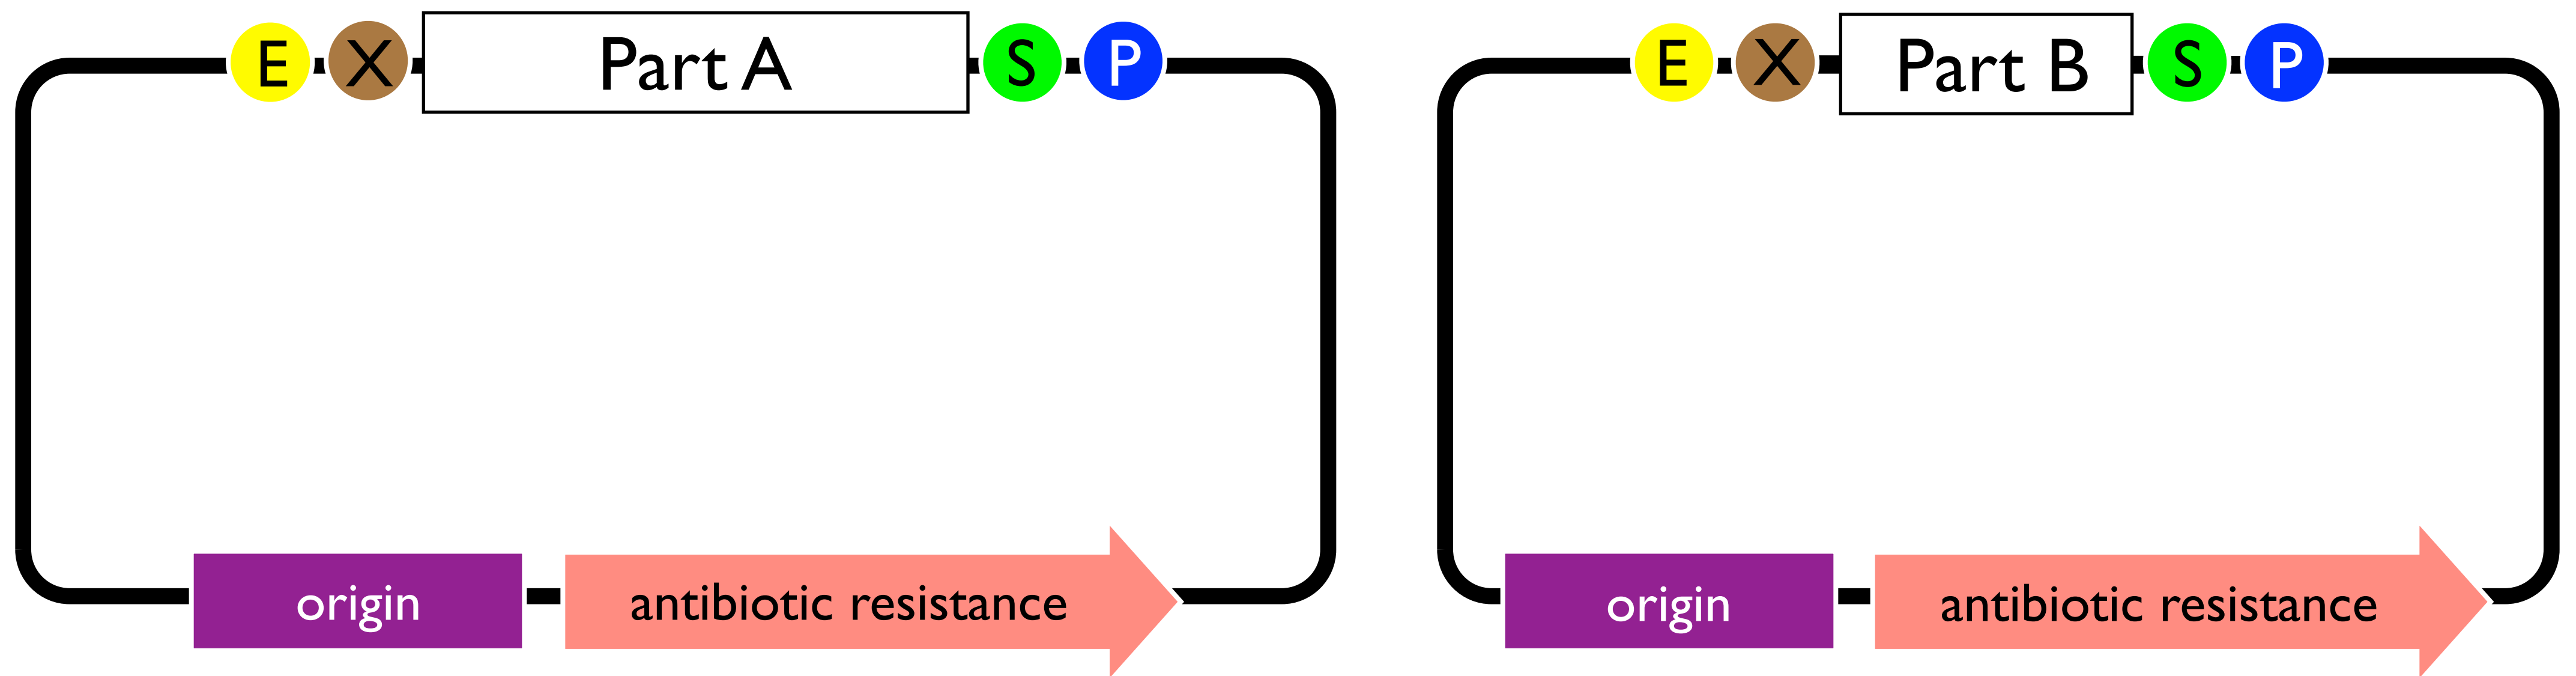 E X Part A S P
E X Part B S P
origin antibiotic resistance
origin antibiotic resistance